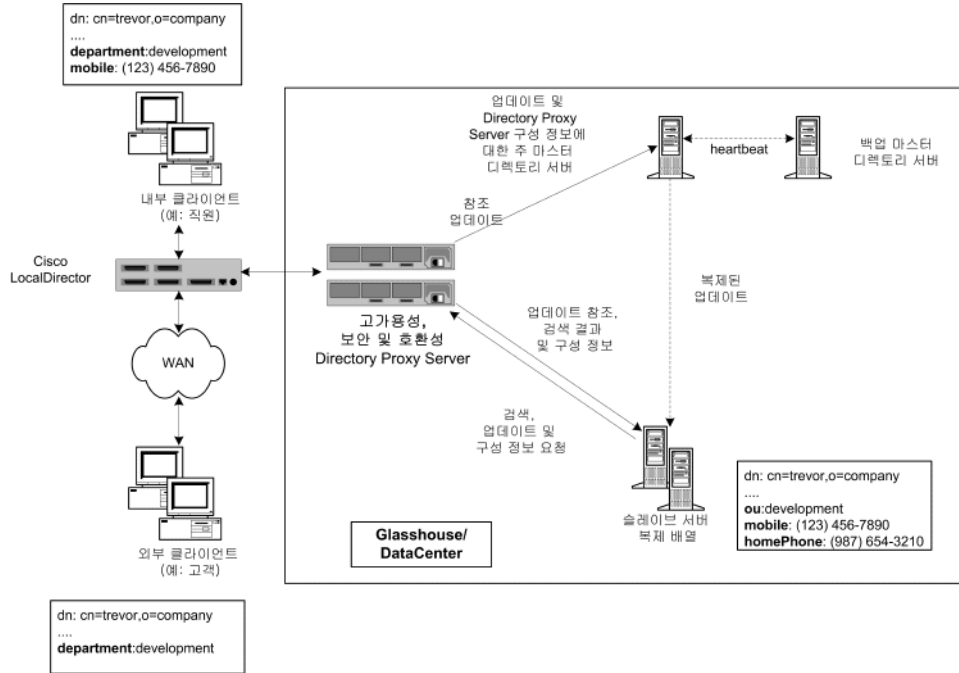 dn: cn=trevor,o=company
....
department:development
mobile: (123) 456-7890
내부 클라이언트
(예: 직원)
Cisco
LocalDirector
WAN
외부 클라이언트
(예: 고객)
dn: cn=trevor,o=company
....
department:development
업데이트 및
Directory Proxy
Server 구성 정보에
대한 주 마스터
디렉토리 서버
heartbeat
백업 마스터
디렉토리 서버
참조
업데이트
고가용성,
보안 및 호환성
Directory Proxy Server
업데이트 참조,
검색 결과
및 구성 정보
복제된
업데이트
검색,
업데이트 및
구성 정보 요청
슬레이브 서버
복제 배열
Glasshouse/
DataCenter
dn: cn=trevor,o=company
....
ou:development
mobile: (123) 456-7890
homePhone: (987) 654-3210